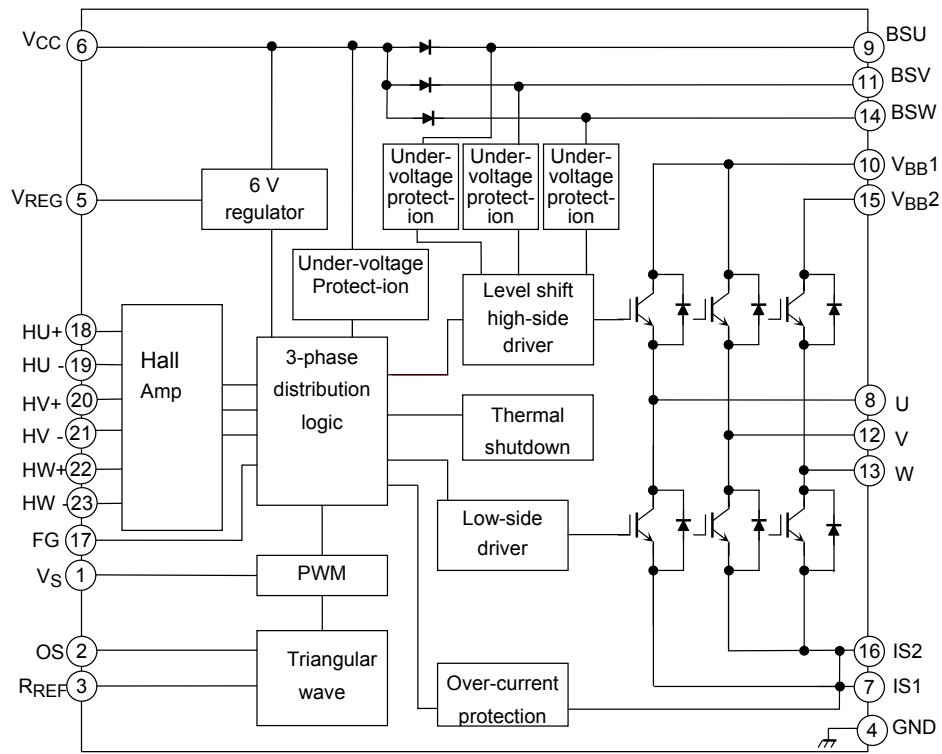 VCC
6
9
BSU
11
BSV
14
BSW
Under-
voltage
protect-
ion
Under-
voltage
protect-
ion
Under-
voltage
protect-
ion
10
VBB1
15
VBB2
VREG
5
6 V
regulator
Under-voltage
Protect-ion
Level shift
high-side
driver
HU+
18
HU -
19
HV+
20
HV -
21
HW+
22
HW -
23
Hall
Amp
3-phase
distribution
logic
Thermal
shutdown
8
U
12
V
13
W
Low-side
driver
FG
17
VS
1
PWM
OS
2
RREF
3
Triangular
wave
Over-current
protection
16
IS2
7
IS1
4
GND